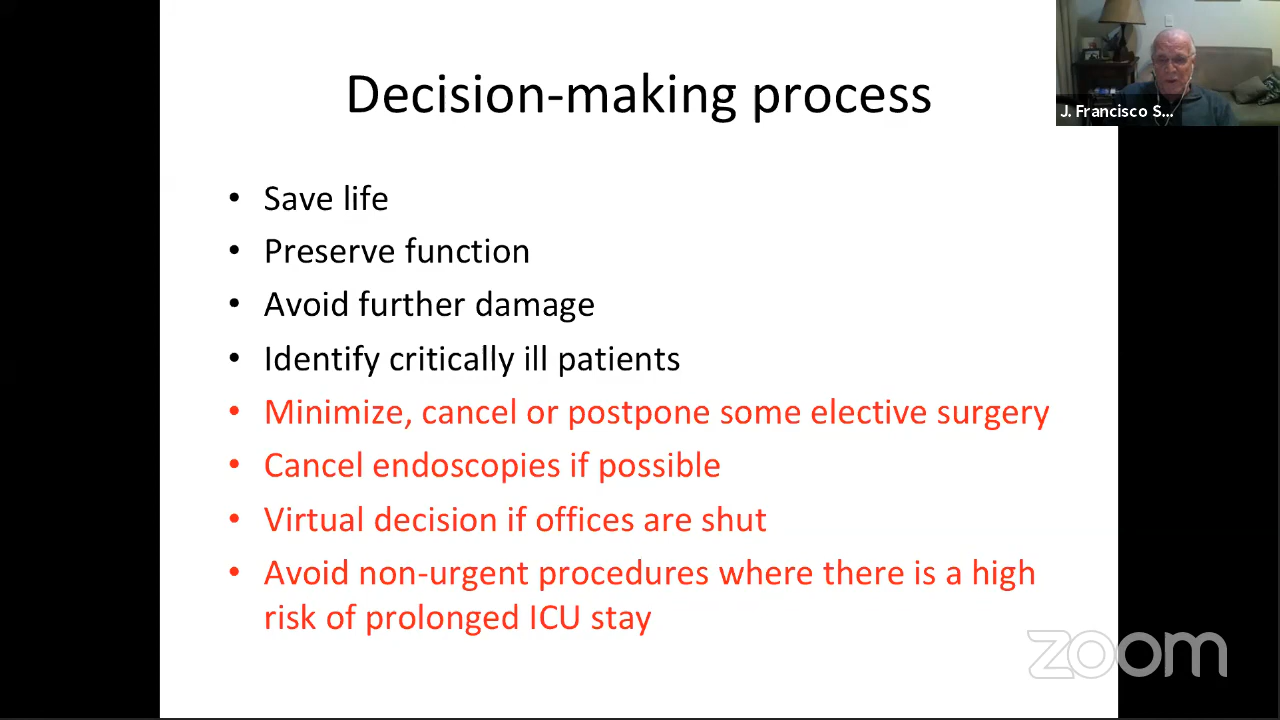 Decision-making process
J. Francisco S...
• Save life
• Preserve function
• Avoid further damage
• Identify critically ill patients
• Minimize, cancel or postpone some elective surgery
• Cancel endoscopies if possible
• Virtual decision if offices are shut
• Avoid non-urgent procedures where there is a high
risk of prolonged ICU stay
zoom